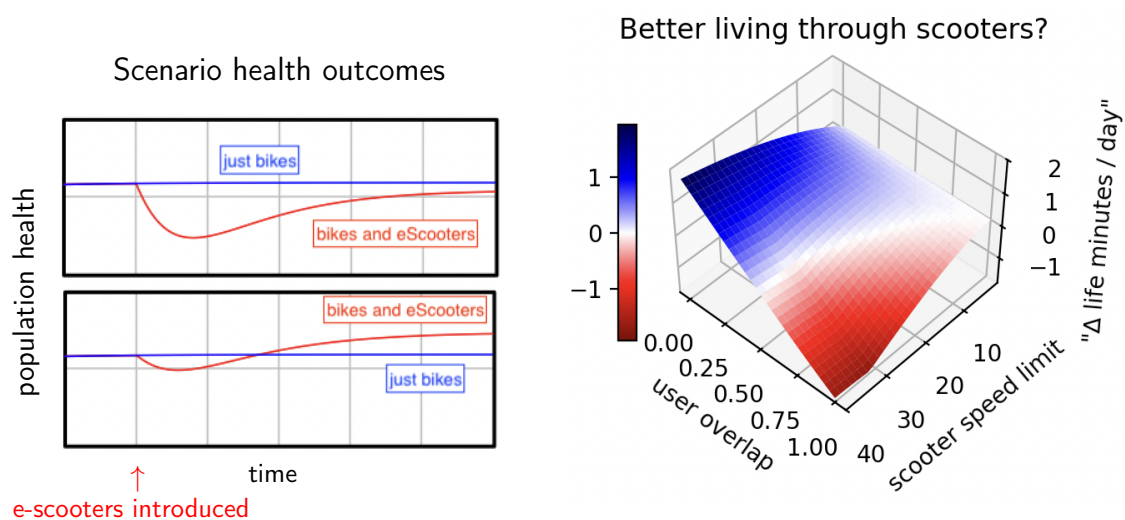 Scenario health outcomes
population health
just bikes
bikes and eScooters
bikes and eScooters
just bikes
↑
time
e-scooters introduced
Better living through scooters?
1
0
−1
2
1
0
−1
"Δ life minutes / day"
0.00
0.25
0.50
0.75
1.00
user overlap
10
20
30
40
scooter speed limit